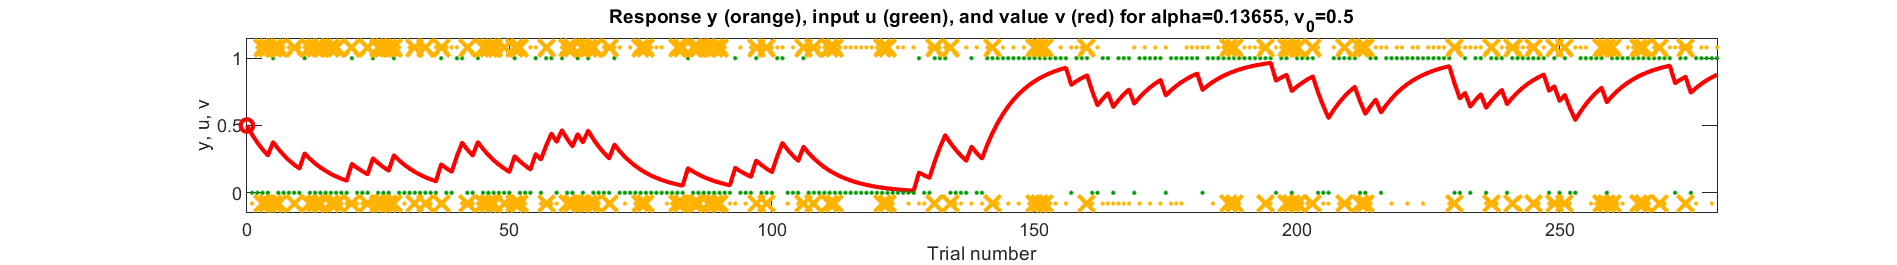 Response y (orange), input u (green), and value v (red) for alpha=0.13655, v₀=0.5
y, u, v
1
0.5
0
0 50 100 150 200 250
Trial number